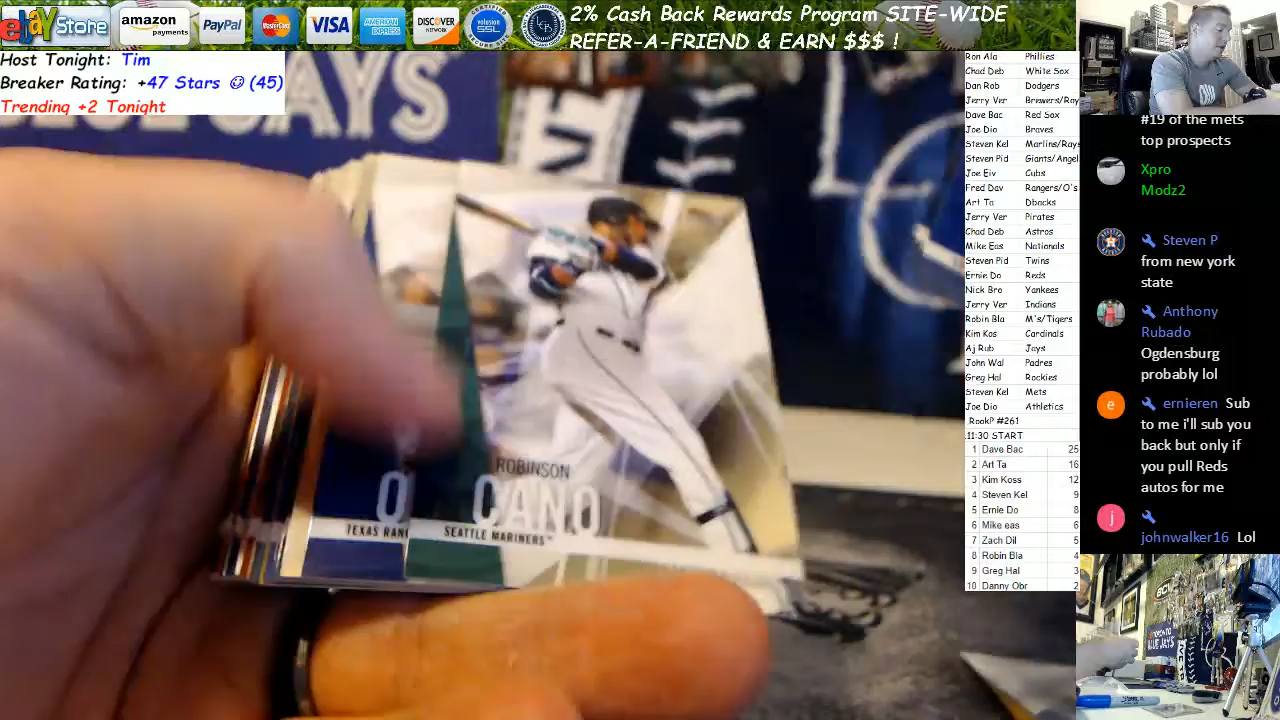 ebay Store
amazon
payments
PayPal
MasterCard
VISA
AMERICAN
EXPRESS
DISCOVER
NETWORK
volusion
SSL
2% Cash Back Rewards Program SITE-WIDE
REFER-A-FRIEND & EARN $$$ !
Host Tonight: Tim
Breaker Rating: +47 Stars ☺ (45)
Trending +2 Tonight
BLUE JAYS
ROBINSON
CANO
SEATTLE MARINERS™
O
TEXAS RAN
Ron Ala Phillies
Chad Deb White Sox
Dan Rob Dodgers
Jerry Ver Brewers/Ray
Dave Bac Red Sox
Joe Dio Braves
Steven Kel Marlins/Rays
Steven Pid Giants/Angel
Joe Eiv Cubs
Fred Dav Rangers/O's
Art Ta Dbacks
Jerry Ver Pirates
Chad Deb Astros
Mike Eas Nationals
Steven Pid Twins
Ernie Do Reds
Nick Bro Yankees
Jerry Ver Indians
Robin Bla M's/Tigers
Kim Kos Cardinals
Aj Rub Jays
John Wal Padres
Greg Hal Rockies
Steven Kel Mets
Joe Dio Athletics
RookP #261
11:30 START
1 Dave Bac 25
2 Art Ta 16
3 Kim Koss 12
4 Steven Kel 9
5 Ernie Do 8
6 Mike eas 6
7 Zach Dil 5
8 Robin Bla 4
9 Greg Hal 3
10 Danny Obr 2
#19 of the mets
top prospects
Xpro
Modz2
Steven P
from new york
state
Anthony
Rubado
Ogdensburg
probably lol
e
ernieren Sub
to me i'll sub you
back but only if
you pull Reds
autos for me
j
johnwalker16 Lol
BLUE JAYS